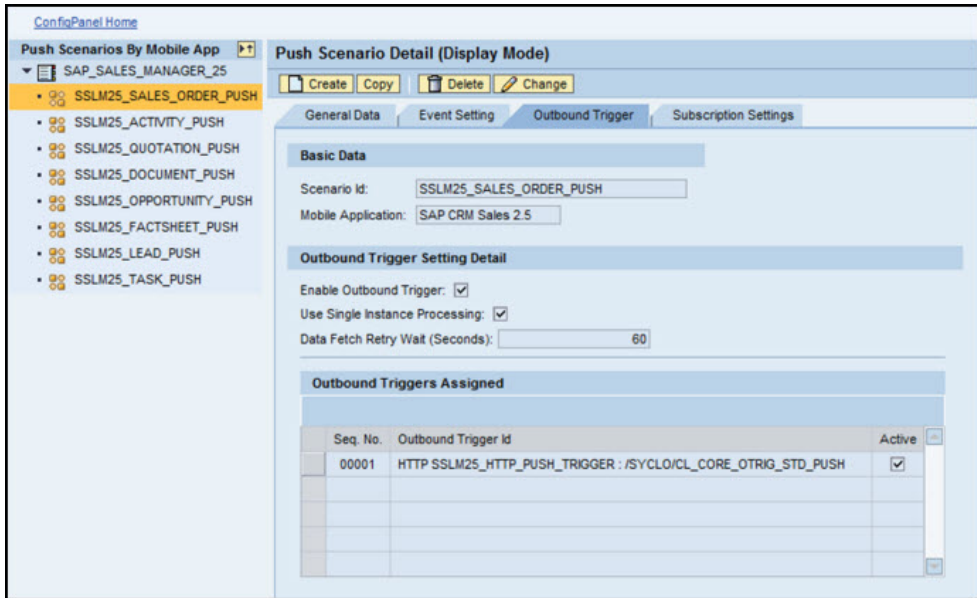 ConfigPanel Home
Push Scenarios By Mobile App
SAP_SALES_MANAGER_25
SSLM25_SALES_ORDER_PUSH
SSLM25_ACTIVITY_PUSH
SSLM25_QUOTATION_PUSH
SSLM25_DOCUMENT_PUSH
SSLM25_OPPORTUNITY_PUSH
SSLM25_FACTSHEET_PUSH
SSLM25_LEAD_PUSH
SSLM25_TASK_PUSH
Push Scenario Detail (Display Mode)
Create Copy Delete Change
General Data Event Setting Outbound Trigger Subscription Settings
Basic Data
Scenario Id: SSLM25_SALES_ORDER_PUSH
Mobile Application: SAP CRM Sales 2.5
Outbound Trigger Setting Detail
Enable Outbound Trigger:
Use Single Instance Processing:
Data Fetch Retry Wait (Seconds): 60
Outbound Triggers Assigned
Seq. No. Outbound Trigger Id Active
00001 HTTP SSLM25_HTTP_PUSH_TRIGGER : /SYCLO/CL_CORE_OTRIG_STD_PUSH